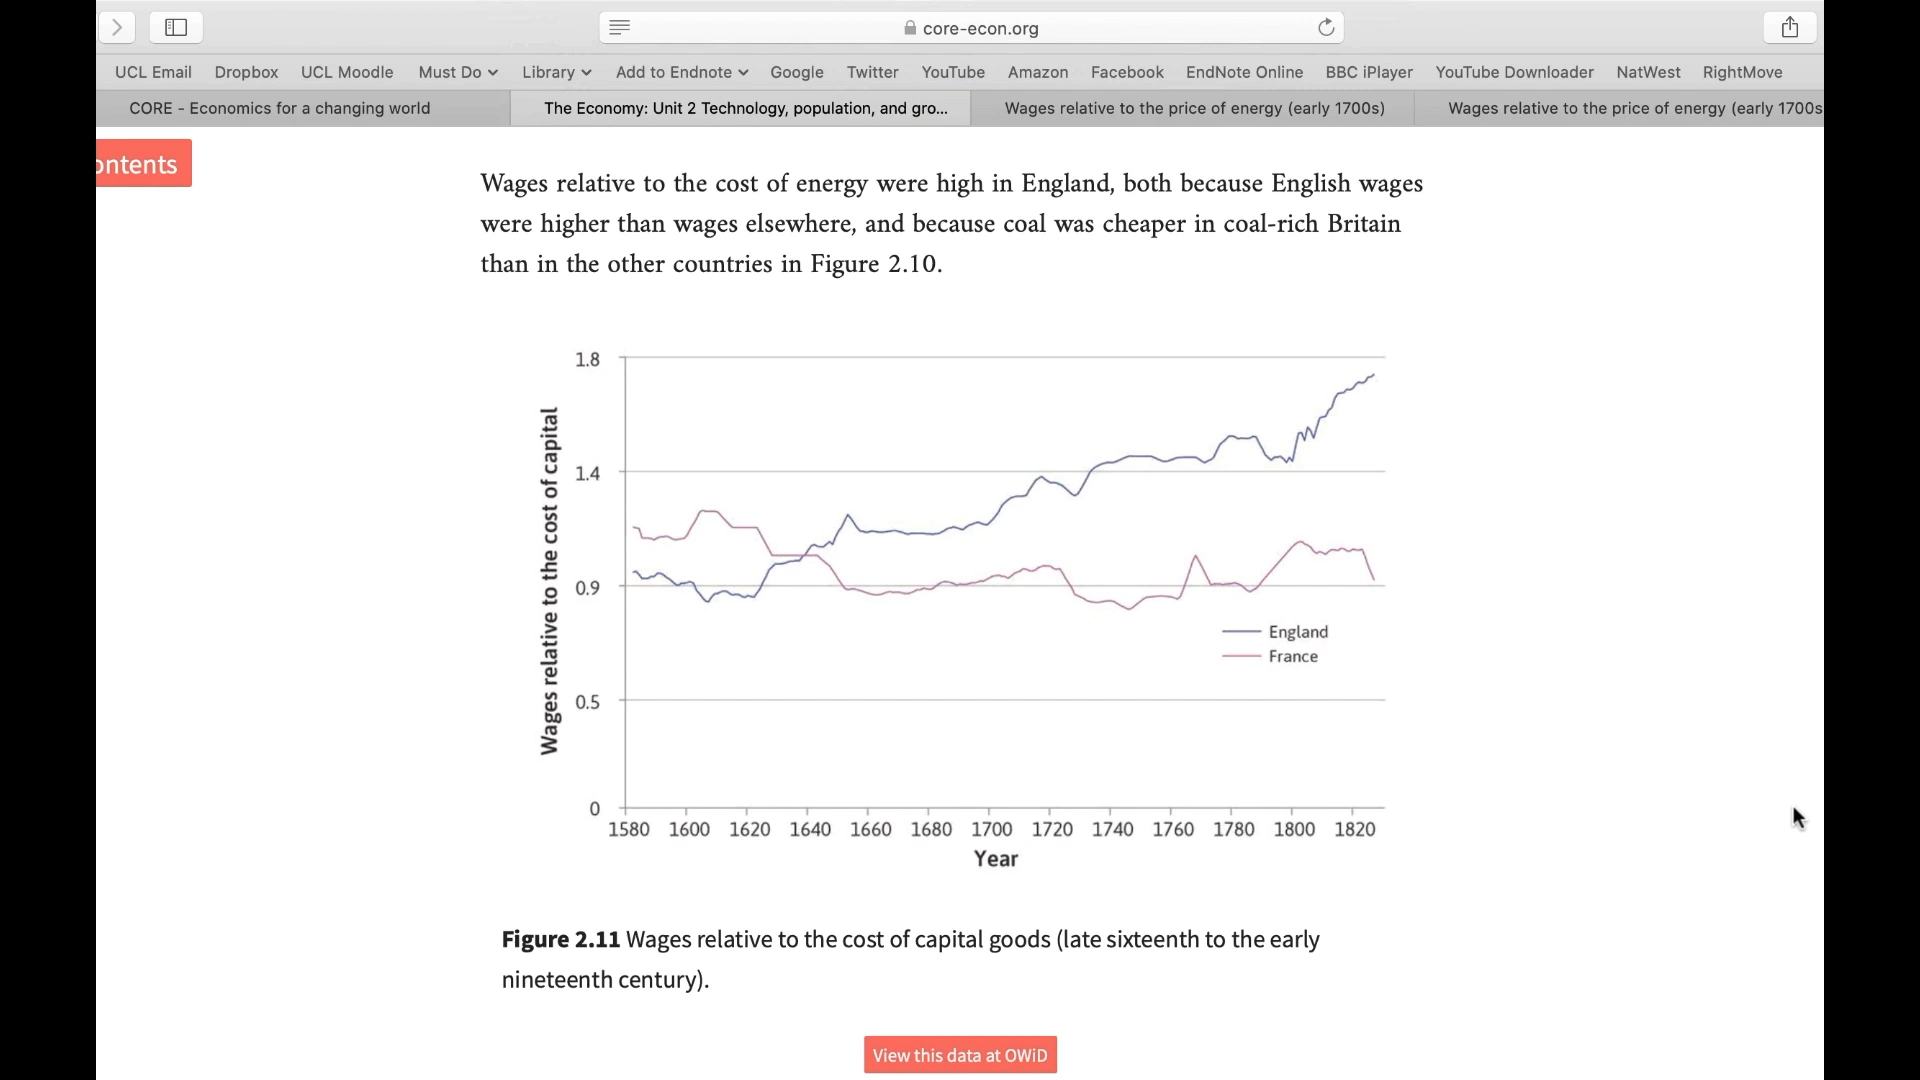 core-econ.org
UCL Email Dropbox UCL Moodle Must Do Library Add to Endnote Google Twitter YouTube Amazon Facebook EndNote Online BBC iPlayer YouTube Downloader NatWest RightMove
CORE - Economics for a changing world The Economy: Unit 2 Technology, population, and gro... Wages relative to the price of energy (early 1700s) Wages relative to the price of energy (early 1700s
ontents
Wages relative to the cost of energy were high in England, both because English wages
were higher than wages elsewhere, and because coal was cheaper in coal-rich Britain
than in the other countries in Figure 2.10.
Wages relative to the cost of capital
1.8
1.4
0.9
0.5
0
England
France
1580 1600 1620 1640 1660 1680 1700 1720 1740 1760 1780 1800 1820
Year
Figure 2.11 Wages relative to the cost of capital goods (late sixteenth to the early
nineteenth century).
View this data at OWiD